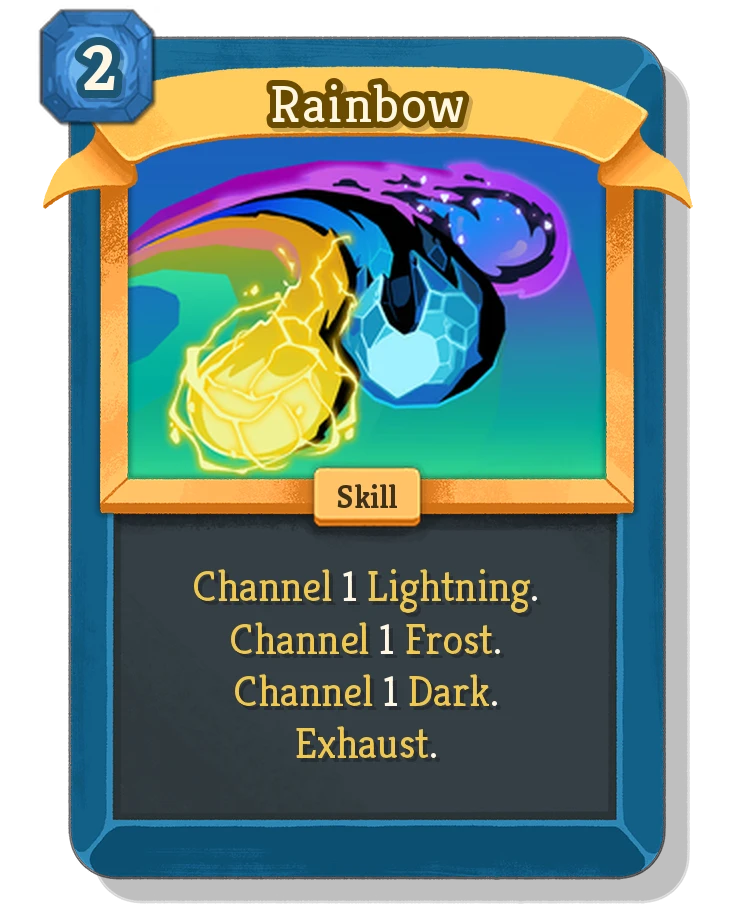 2
Rainbow
Skill
Channel 1 Lightning.
Channel 1 Frost.
Channel 1 Dark.
Exhaust.